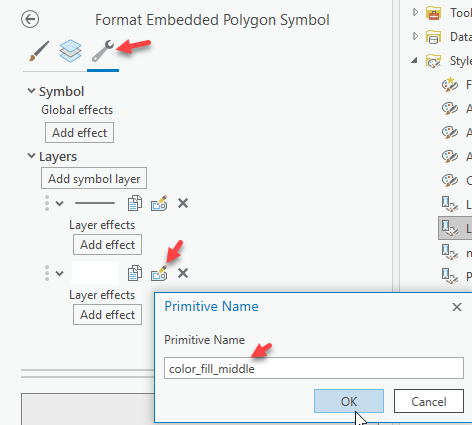 Format Embedded Polygon Symbol
Tool
Data
Style
Symbol
Global effects
Add effect
Layers
Add symbol layer
Layer effects
Add effect
Layer effects
Add effect
F
A
A
A
C
L
L
n
P
Primitive Name
Primitive Name
color_fill_middle
OK
Cancel